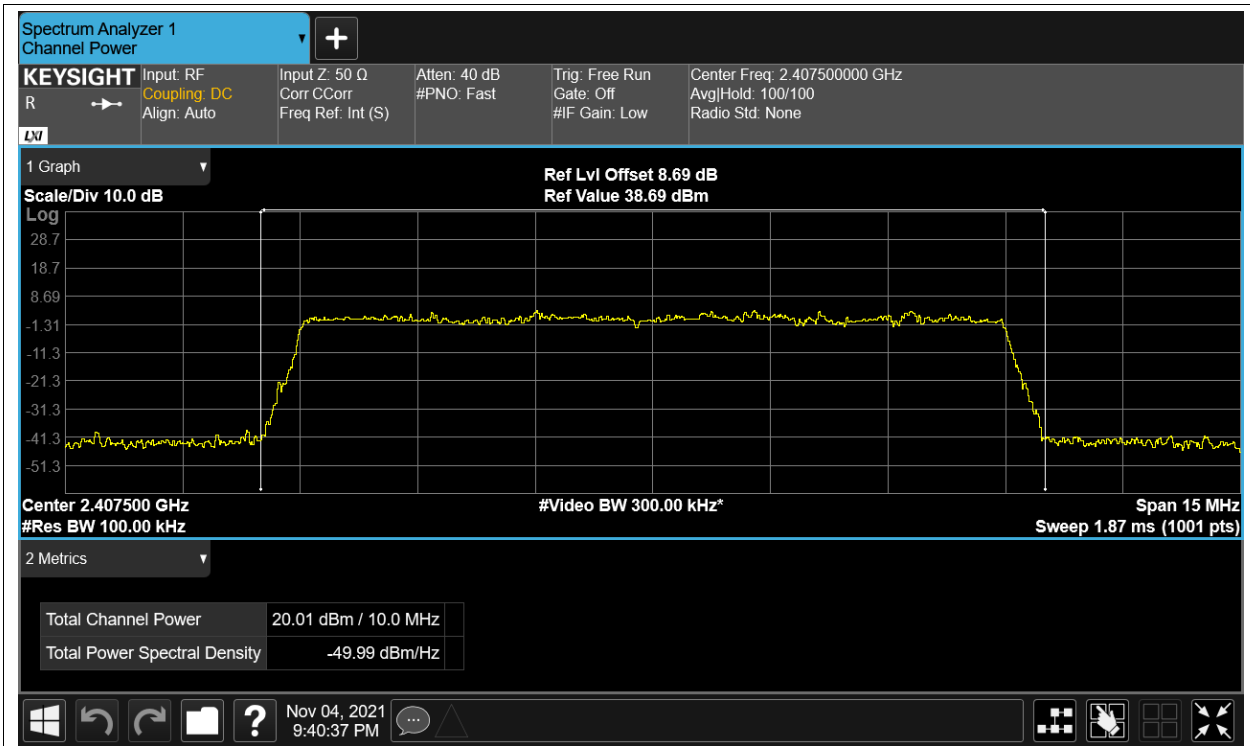 Spectrum Analyzer 1
Channel Power
+
KEYSIGHT
R
LXI
Input: RF
Coupling: DC
Align: Auto
Input Z: 50 Ω
Corr CCorr
Freq Ref: Int (S)
Atten: 40 dB
#PNO: Fast
Trig: Free Run
Gate: Off
#IF Gain: Low
Center Freq: 2.407500000 GHz
Avg|Hold: 100/100
Radio Std: None
1 Graph
Ref Lvl Offset 8.69 dB
Scale/Div 10.0 dB
Ref Value 38.69 dBm
Log
28.7
18.7
8.69
-1.31
-11.3
-21.3
-31.3
-41.3
-51.3
Center 2.407500 GHz
#Video BW 300.00 kHz*
Span 15 MHz
#Res BW 100.00 kHz
Sweep 1.87 ms (1001 pts)
2 Metrics
Total Channel Power 20.01 dBm / 10.0 MHz
Total Power Spectral Density -49.99 dBm/Hz
?
Nov 04, 2021
9:40:37 PM